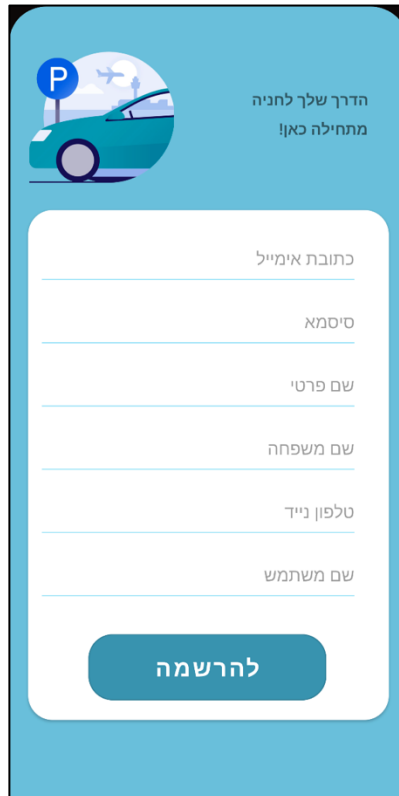 P
הדרך שלך לחניה
מתחילה כאן!
כתובת אימייל
סיסמא
שם פרטי
שם משפחה
טלפון נייד
שם משתמש
להרשמה